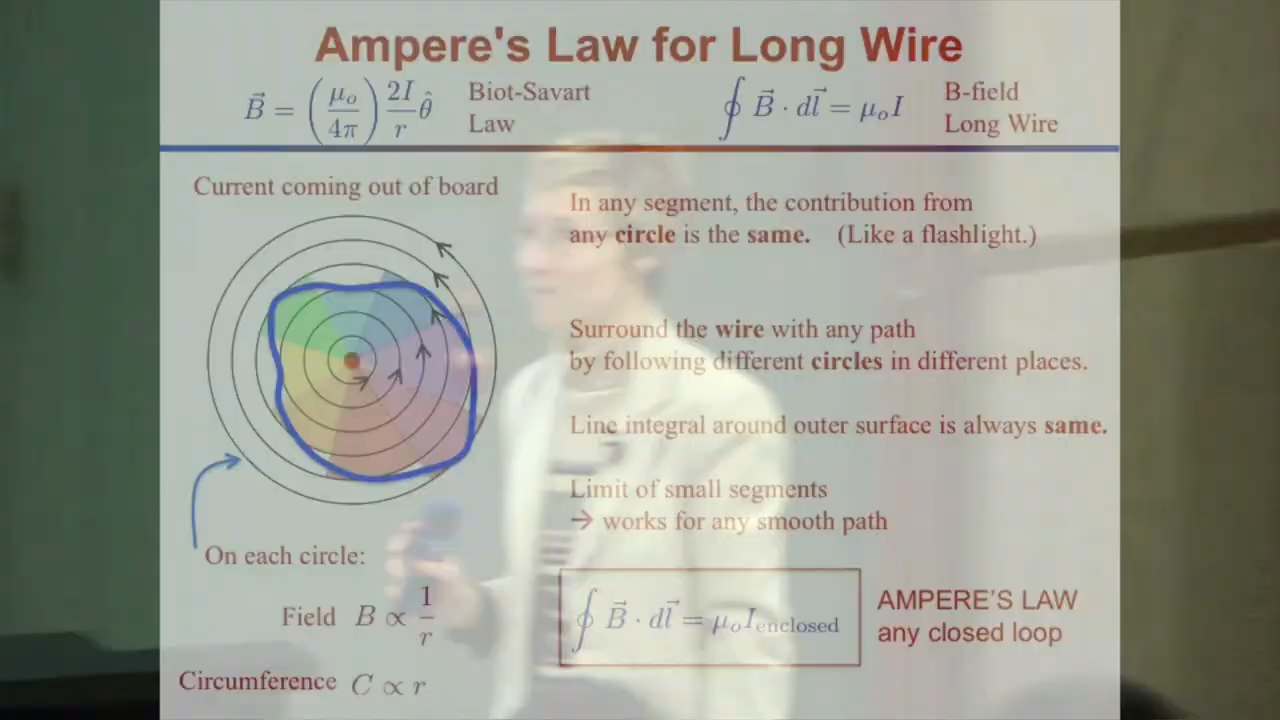 Ampere's Law for Long Wire
B⃗ = (μₒ/4π) 2I/r θ̂
Biot-Savart
Law
∮ B⃗ · dl⃗ = μₒI
B-field
Long Wire
Current coming out of board
In any segment, the contribution from
any circle is the same. (Like a flashlight.)
Surround the wire with any path
by following different circles in different places.
Line integral around outer surface is always same.
Limit of small segments
→ works for any smooth path
On each circle:
Field B ∝ 1/r
Circumference C ∝ r
∮ B⃗ · dl⃗ = μₒI_enclosed
AMPERE'S LAW
any closed loop